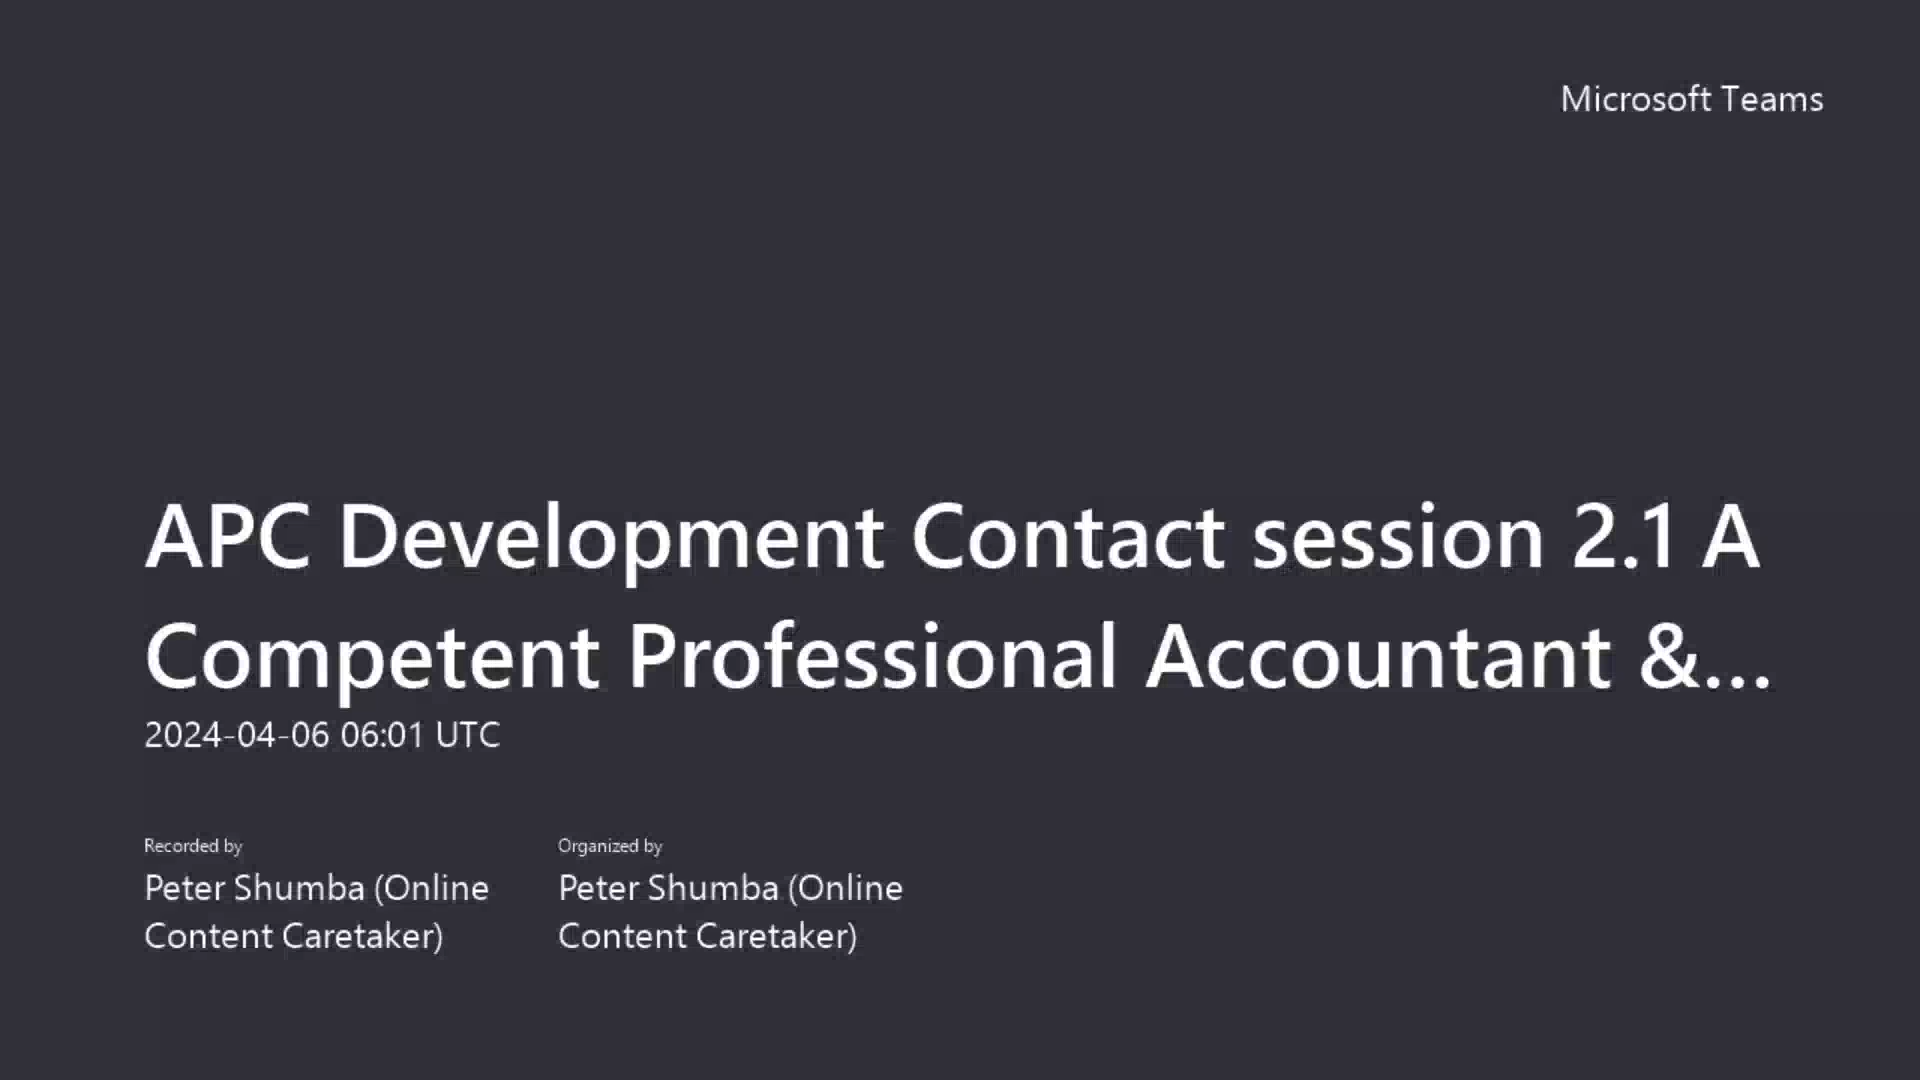 Microsoft Teams
APC Development Contact session 2.1 A
Competent Professional Accountant &...
2024-04-06 06:01 UTC
Recorded by
Organized by
Peter Shumba (Online
Peter Shumba (Online
Content Caretaker)
Content Caretaker)